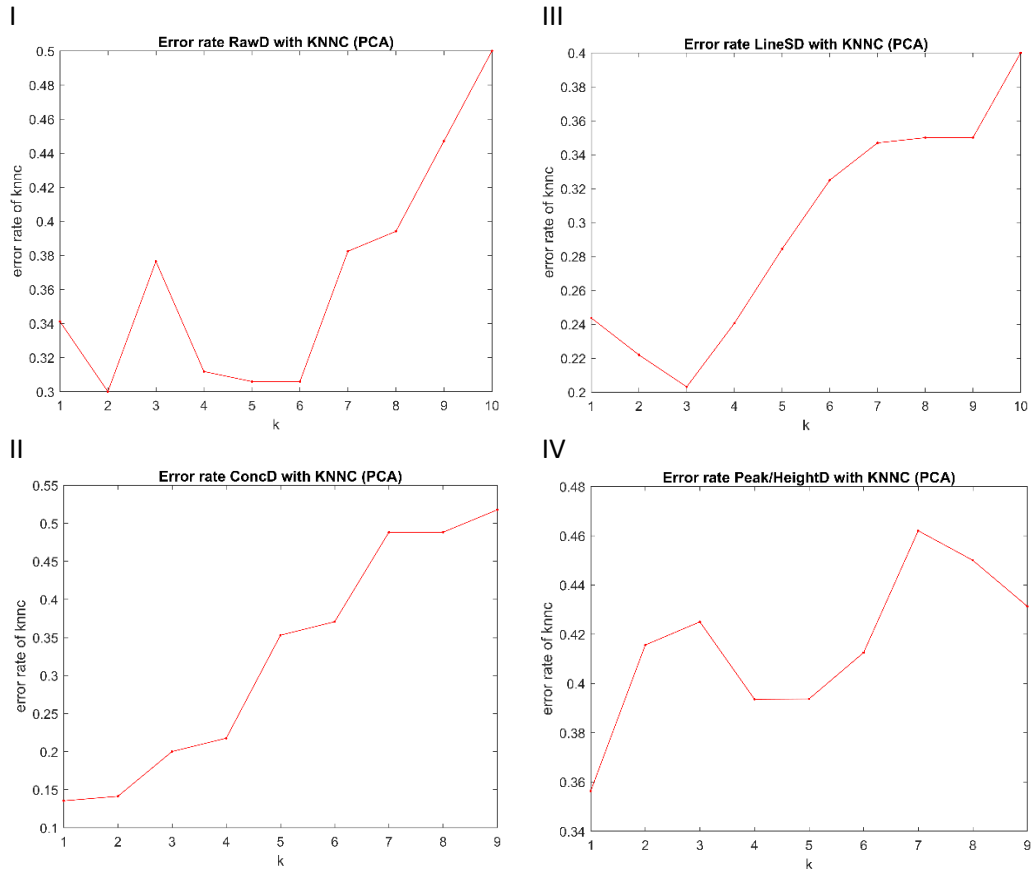 I
Error rate RawD with KNNC (PCA)
0.5
0.48
0.46
0.44
0.42
0.4
0.38
0.36
0.34
0.32
0.3
1 2 3 4 5 6 7 8 9 10
k
error rate of knnc
III
Error rate LineSD with KNNC (PCA)
0.4
0.38
0.36
0.34
0.32
0.3
0.28
0.26
0.24
0.22
0.2
1 2 3 4 5 6 7 8 9 10
k
error rate of knnc
II
Error rate ConcD with KNNC (PCA)
0.55
0.5
0.45
0.4
0.35
0.3
0.25
0.2
0.15
0.1
1 2 3 4 5 6 7 8 9
k
error rate of knnc
IV
Error rate Peak/HeightD with KNNC (PCA)
0.48
0.46
0.44
0.42
0.4
0.38
0.36
0.34
1 2 3 4 5 6 7 8 9
k
error rate of knnc